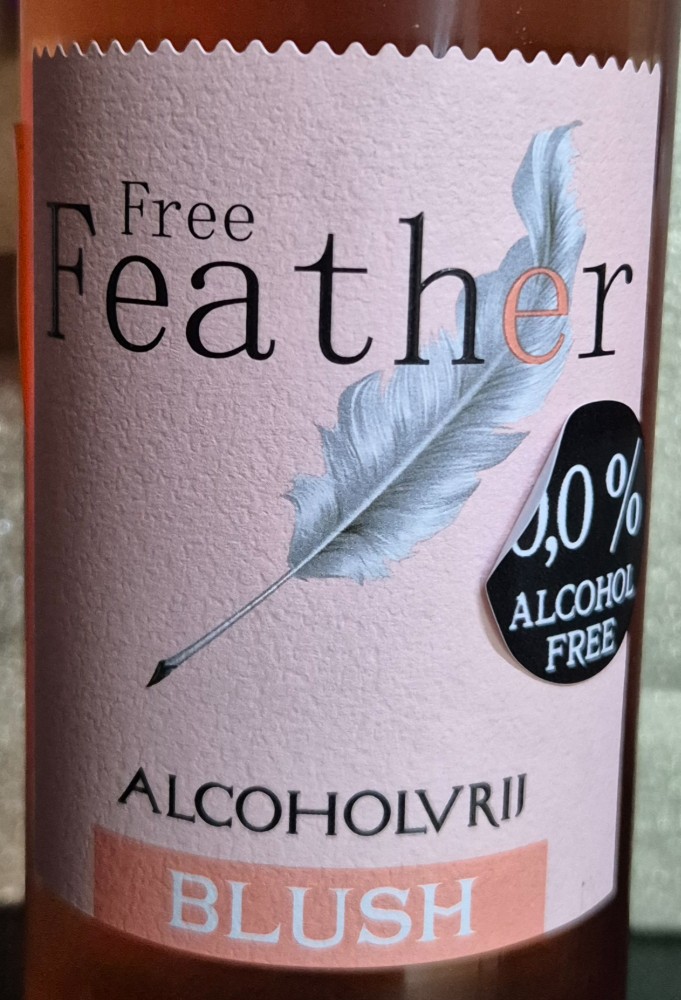 Free
Feather
0,0 %
ALCOHOL
FREE
ALCOHOLVRIJ
BLUSH